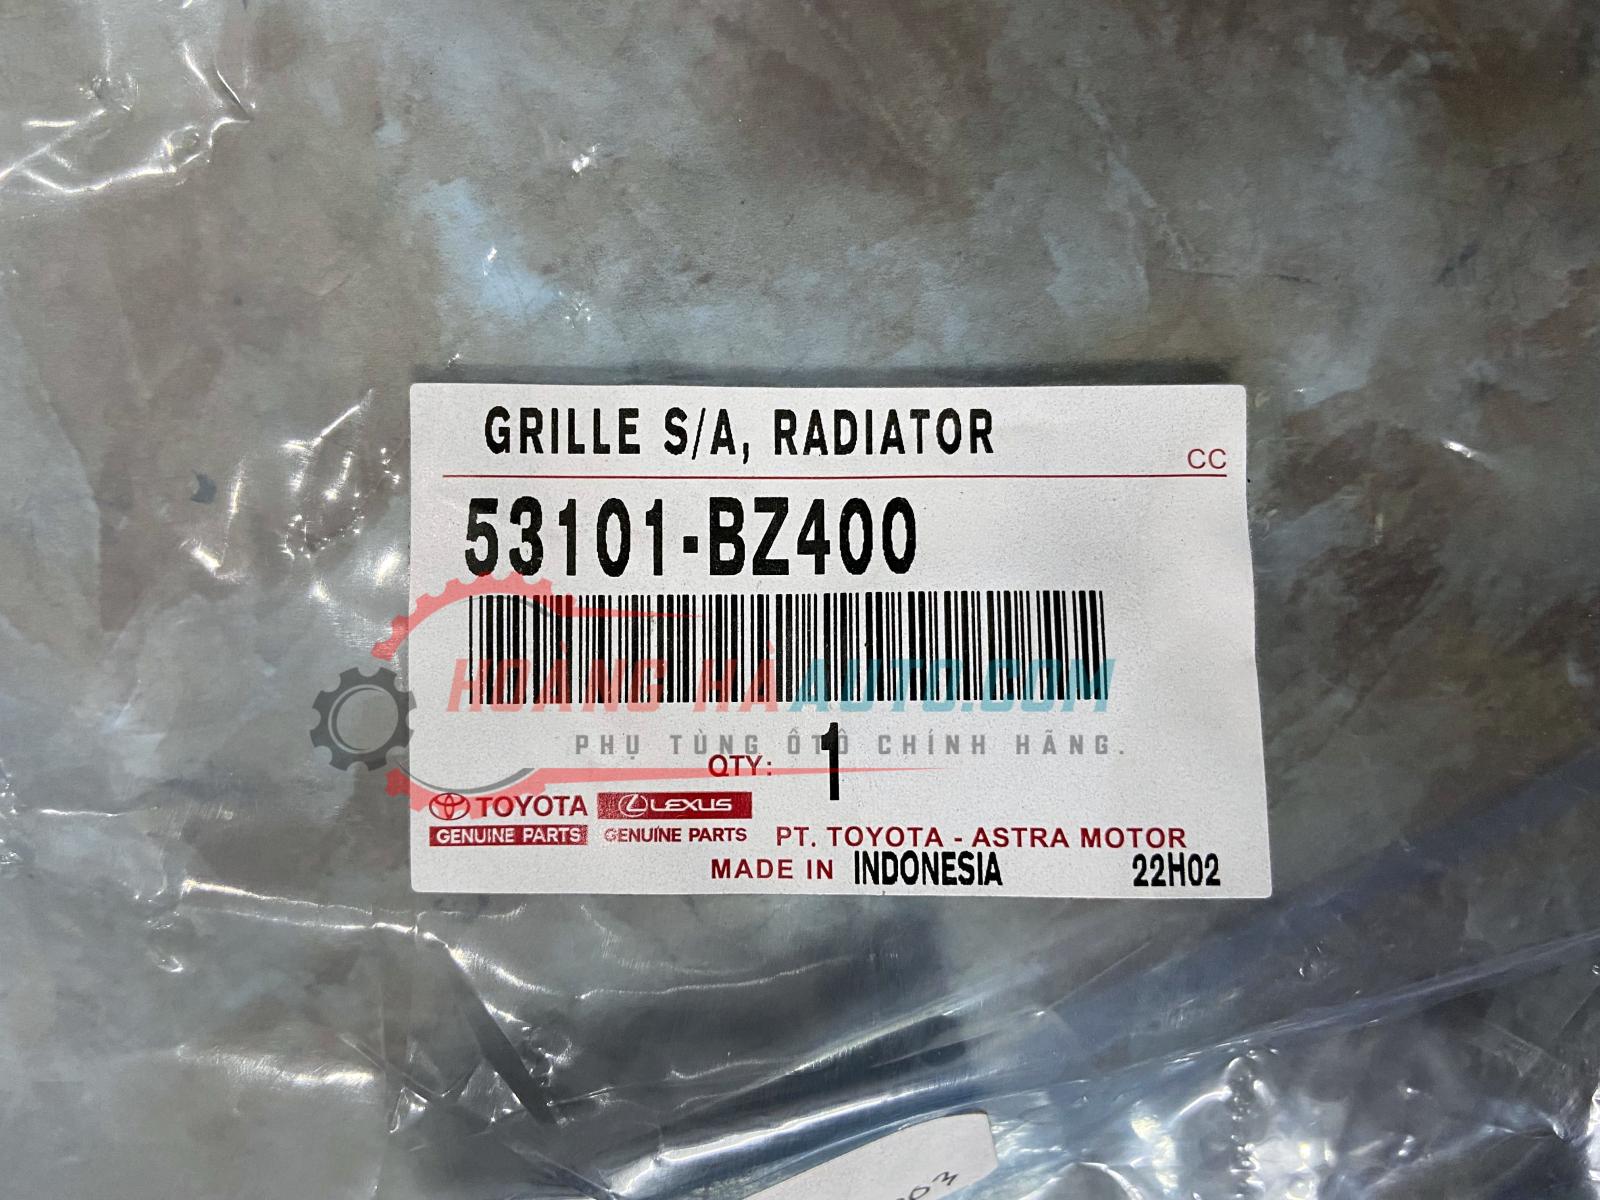 GRILLE S/A, RADIATOR
CC
53101-BZ400
HOÀNG HÀAUTO.COM
PHỤ TÙNG ÔTÔ CHÍNH HÃNG.
QTY: 1
TOYOTA LEXUS
GENUINE PARTS GENUINE PARTS PT. TOYOTA - ASTRA MOTOR
MADE IN INDONESIA 22H02